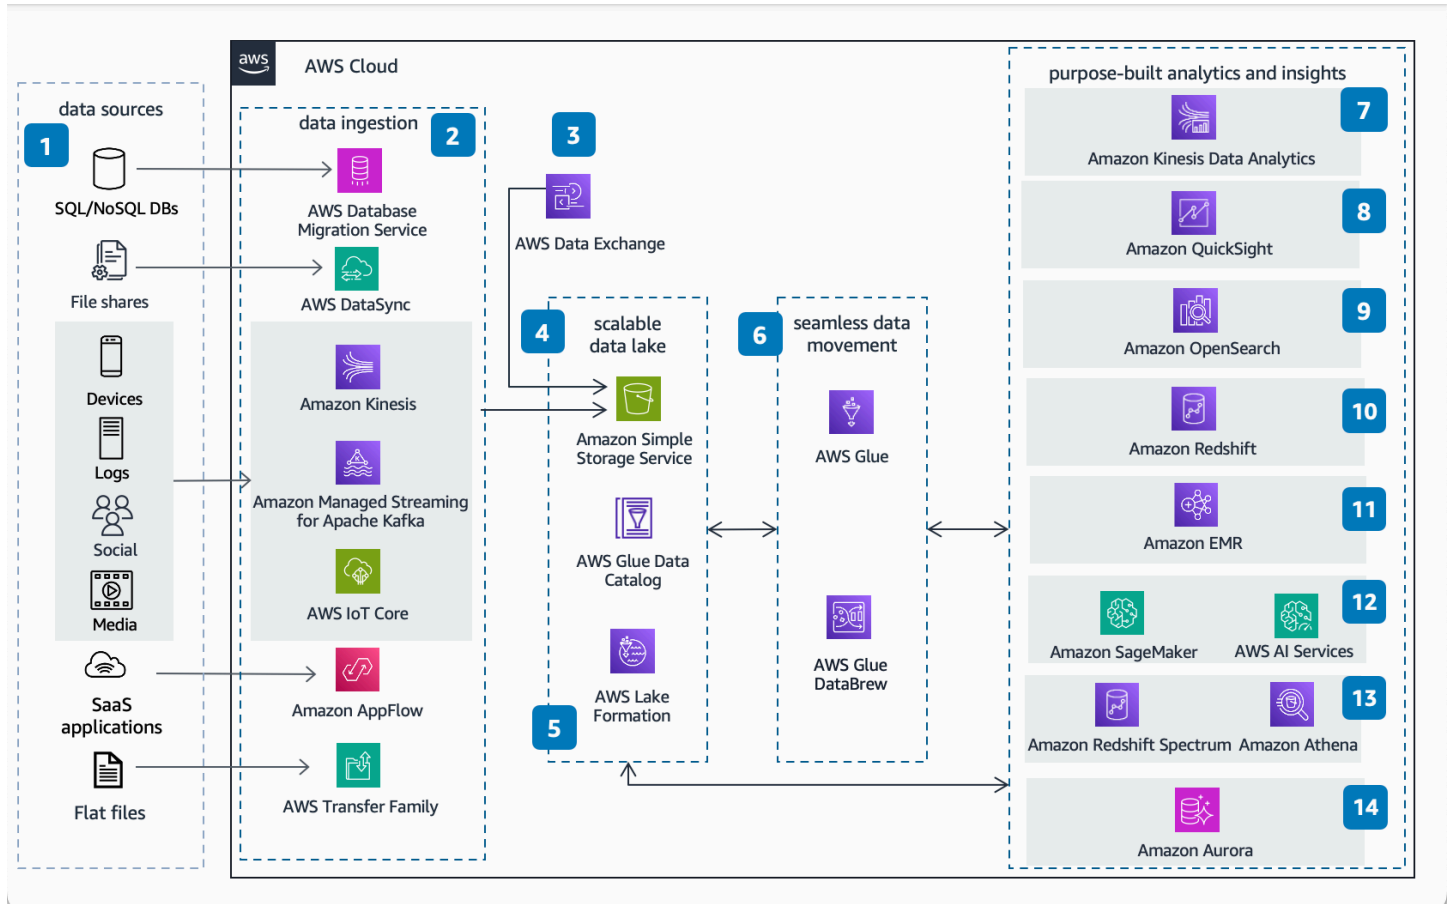 aws
AWS Cloud
data sources
1
SQL/NoSQL DBs
File shares
Devices
Logs
Social
Media
SaaS
applications
Flat files
data ingestion
2
AWS Database
Migration Service
AWS DataSync
Amazon Kinesis
Amazon Managed Streaming
for Apache Kafka
AWS IoT Core
Amazon AppFlow
AWS Transfer Family
3
AWS Data Exchange
4
scalable
data lake
Amazon Simple
Storage Service
AWS Glue Data
Catalog
AWS Lake
Formation
5
6
seamless data
movement
AWS Glue
AWS Glue
DataBrew
purpose-built analytics and insights
7
Amazon Kinesis Data Analytics
8
Amazon QuickSight
9
Amazon OpenSearch
10
Amazon Redshift
11
Amazon EMR
12
Amazon SageMaker
AWS AI Services
13
Amazon Redshift Spectrum
Amazon Athena
14
Amazon Aurora